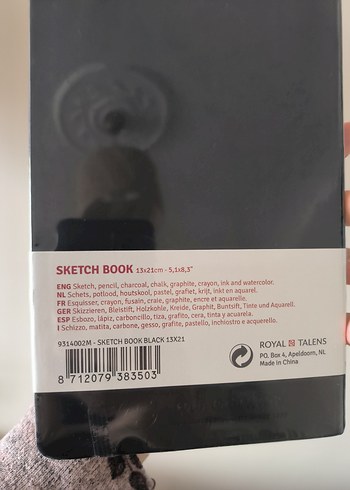 SKETCH BOOK 13x21cm - 5,1x8,3"
ENG Sketch, pencil, charcoal, chalk, graphite, crayon, ink and watercolor.
NL Schets, potlood, houtskool, pastel, grafiet, krijt, inkt en aquarel.
FR Esquisser, crayon, fusain, craie, graphite, encre et aquarelle.
GER Skizzieren, Bleistift, Holzkohle, Kreide, Graphit, Buntsift, Tinte und Aquarell.
ESP Esbozo, lápiz, carboncillo, tiza, grafito, cera, tinta y acuarela.
I Schizzo, matita, carbone, gesso, grafite, pastello, inchiostro e acquerello.
9314002M - SKETCH BOOK BLACK 13X21
8 712079 383503
ROYAL TALENS
PO. Box 4, Apeldoorn, NL
Made in China